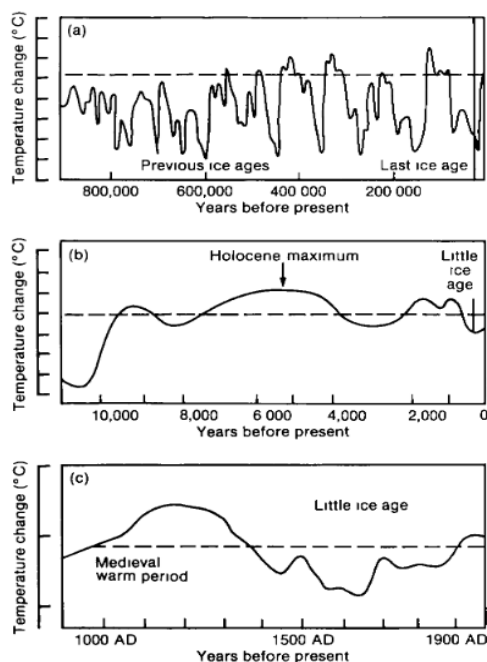 Temperature change (°C)
(a)
Previous ice ages
Last ice age
800,000 600,000 400 000 200 000
Years before present
Temperature change (°C)
(b)
Holocene maximum
Little
ice
age
10,000 8 000 6 000 4,000 2,000 0
Years before present
Temperature change (°C)
(c)
Little ice age
Medieval
warm period
1000 AD 1500 AD 1900 AD
Years before present